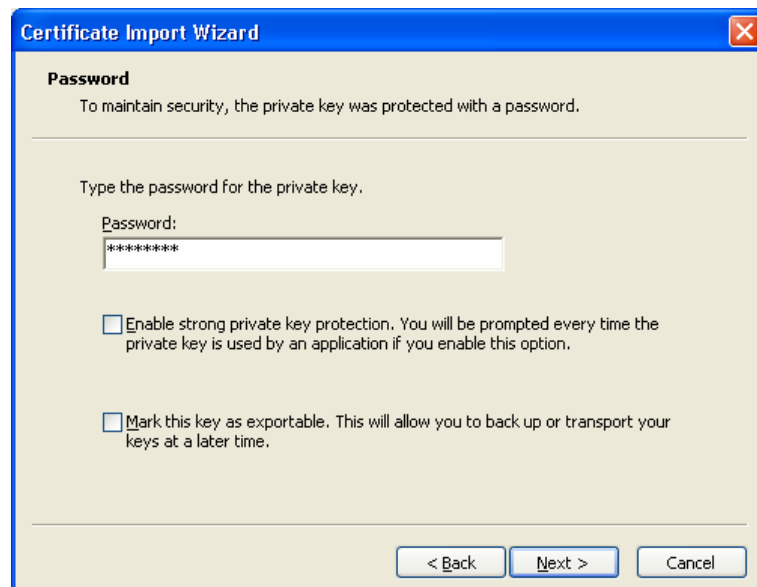 Certificate Import Wizard
Password
To maintain security, the private key was protected with a password.
Type the password for the private key.
Password:
********
Enable strong private key protection. You will be prompted every time the
private key is used by an application if you enable this option.
Mark this key as exportable. This will allow you to back up or transport your
keys at a later time.
< Back Next > Cancel